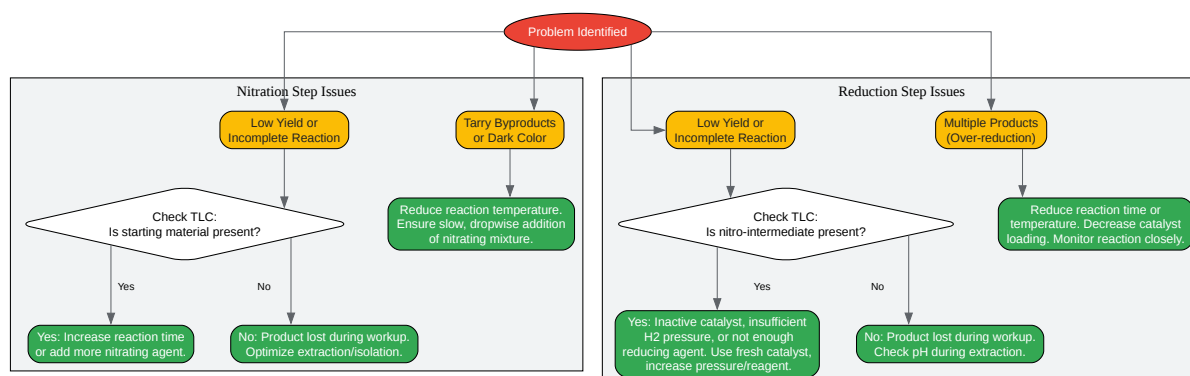 Problem Identified
Nitration Step Issues
Low Yield or
Incomplete Reaction
Tarry Byproducts
or Dark Color
Check TLC:
Is starting material present?
Reduce reaction temperature.
Ensure slow, dropwise addition
of nitrating mixture.
Yes
No
Yes: Increase reaction time
or add more nitrating agent.
No: Product lost during workup.
Optimize extraction/isolation.
Reduction Step Issues
Low Yield or
Incomplete Reaction
Multiple Products
(Over-reduction)
Check TLC:
Is nitro-intermediate present?
Reduce reaction time or
temperature. Decrease catalyst
loading. Monitor reaction closely.
Yes
No
Yes: Inactive catalyst, insufficient
H2 pressure, or not enough
reducing agent. Use fresh catalyst,
increase pressure/reagent.
No: Product lost during workup.
Check pH during extraction.